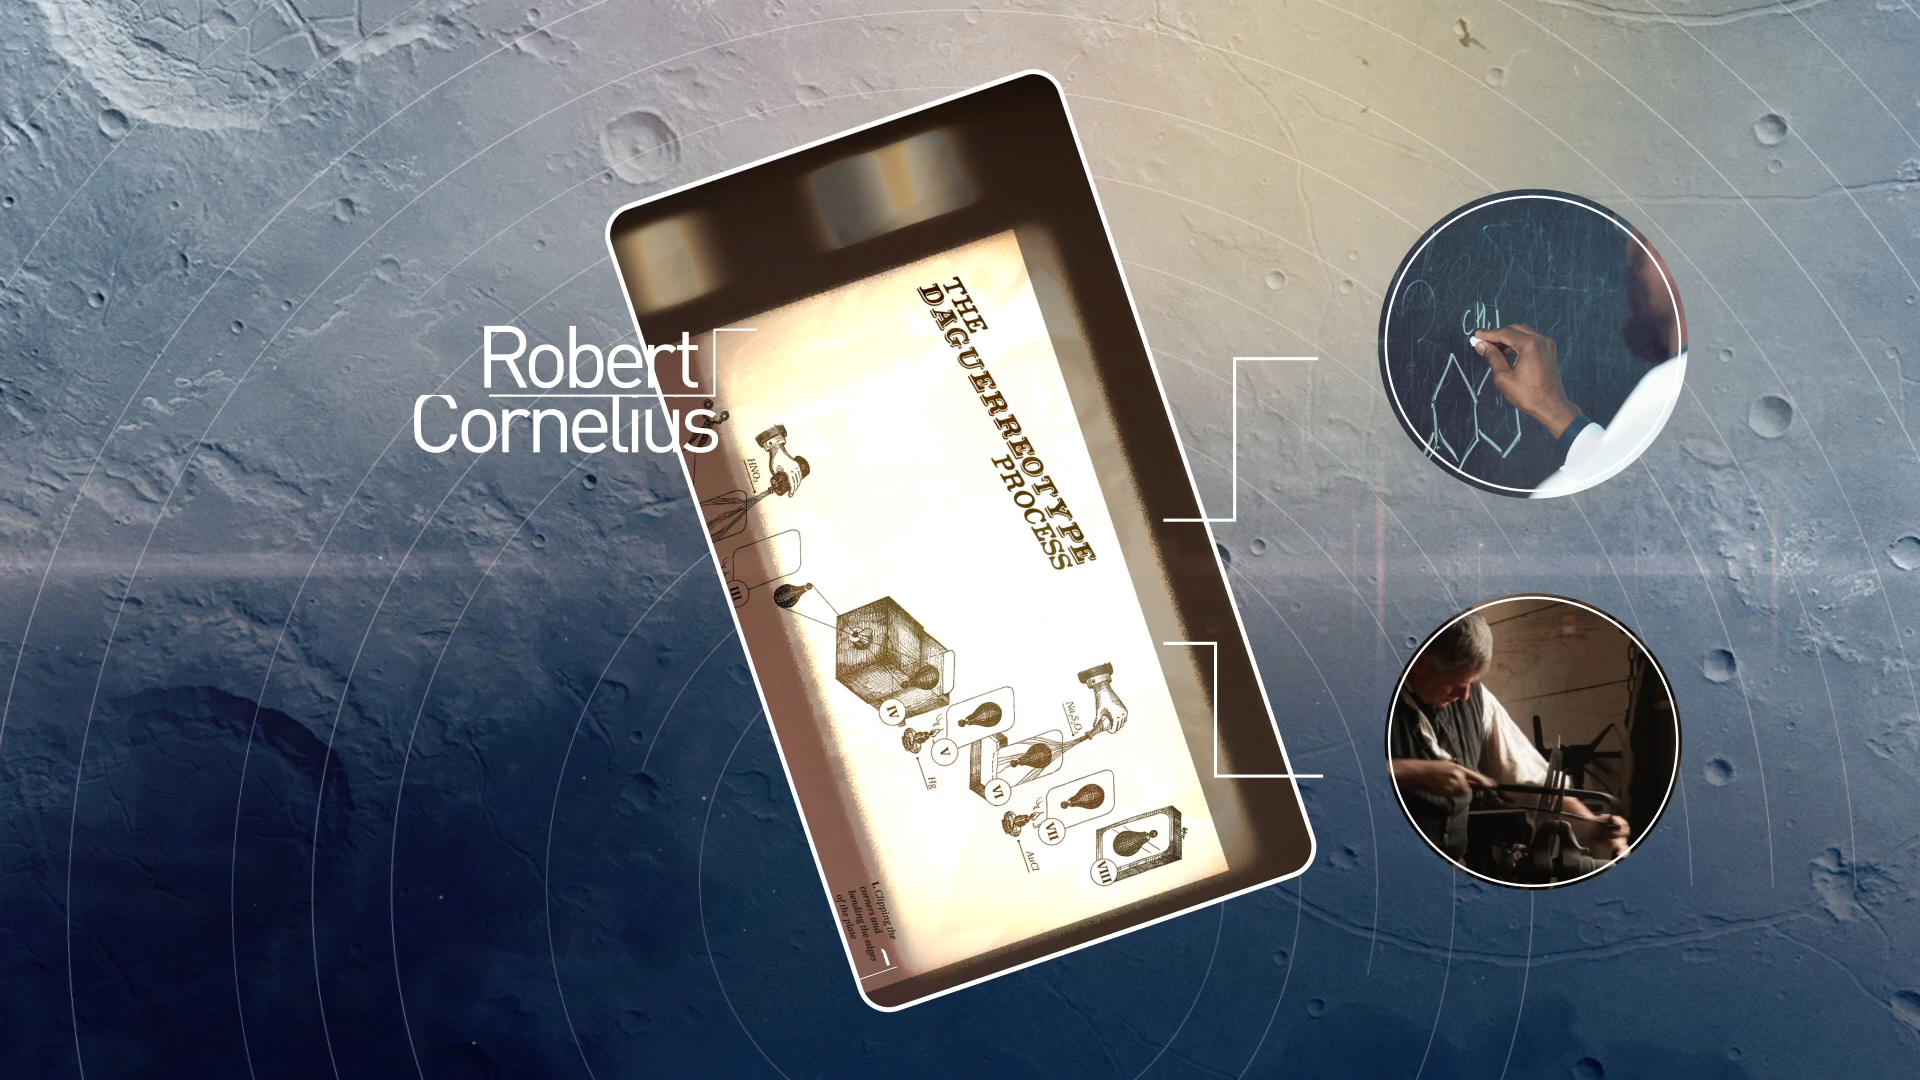 Robert
Cornelius
THE
DAGUERREOTYPE
PROCESS
HNO₃
III
IV
V
Hg
VI
Na₂S₂O₃
VII
AuCl
VIII
1. Clipping the
corners and
bending the edges
of the plate
CH₃